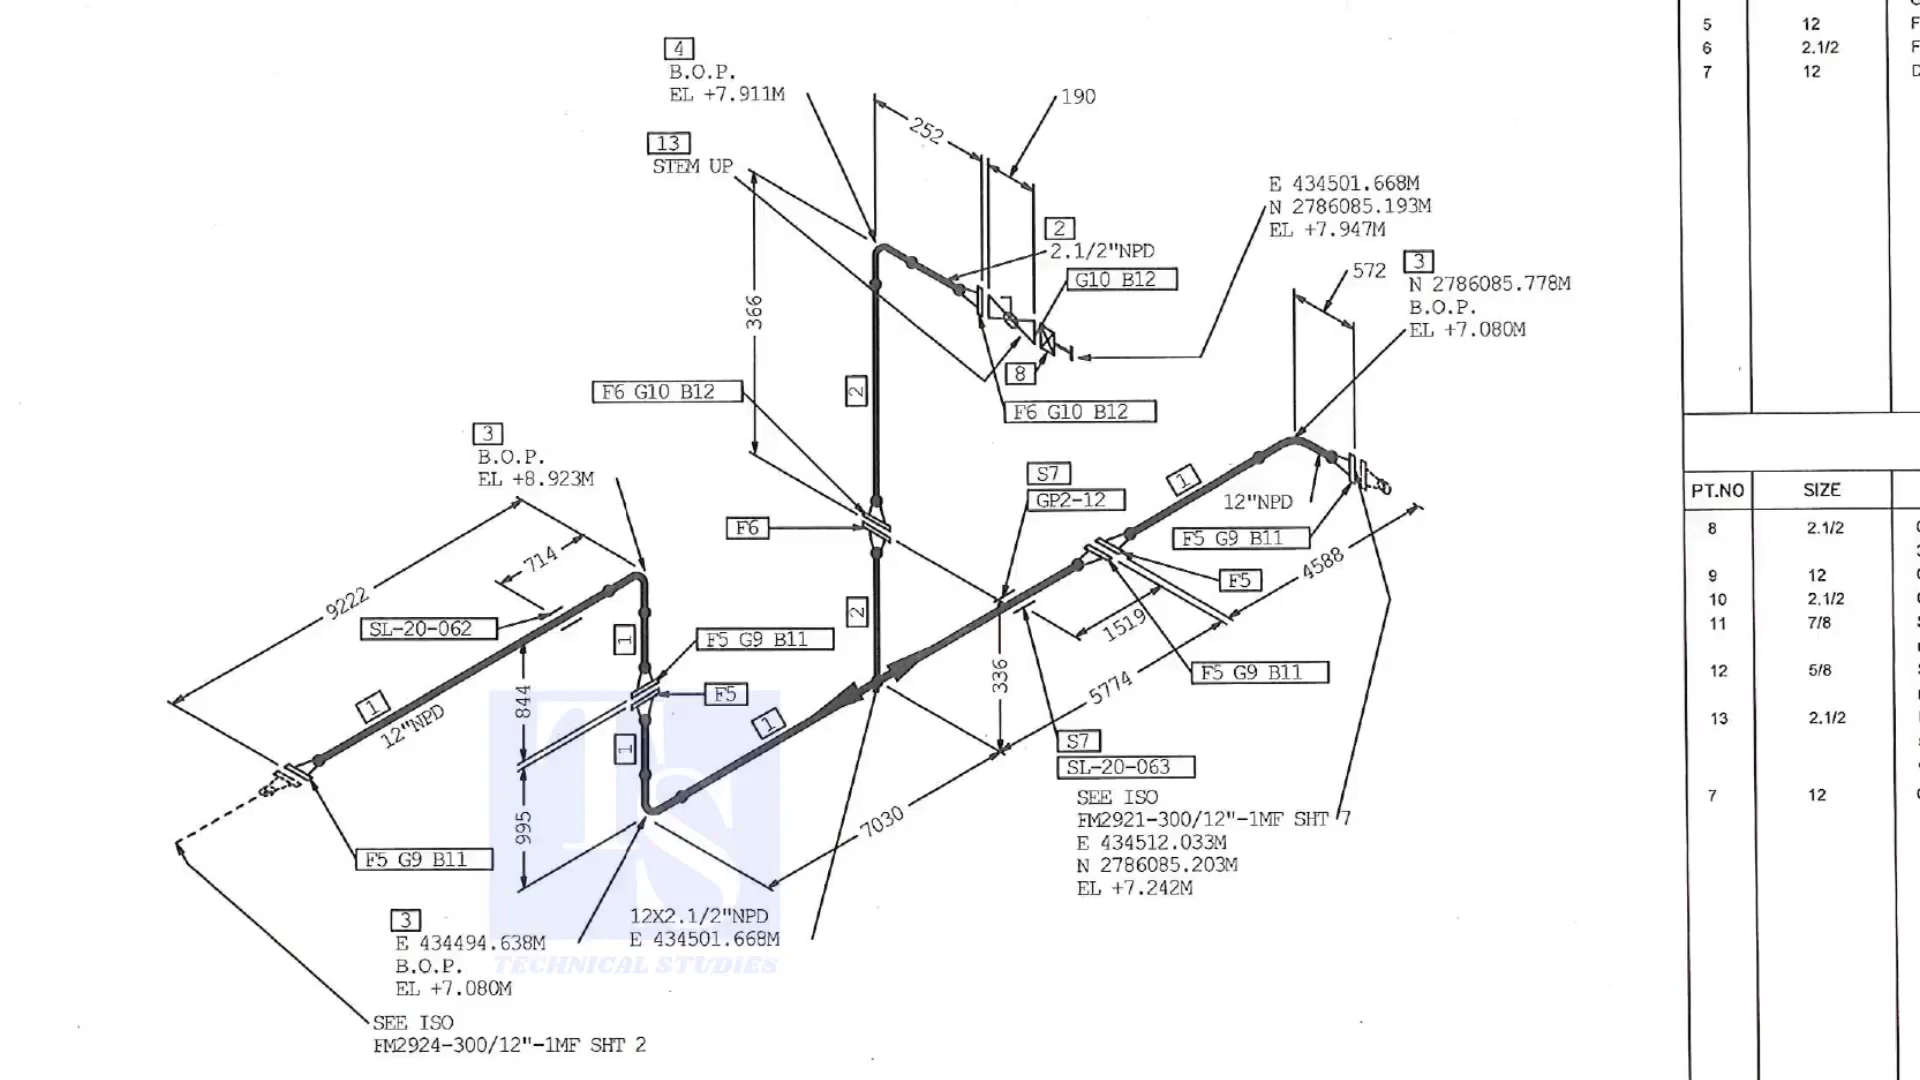 4
B.O.P.
EL +7.911M
13
STEM UP
252
190
366
2
2.1/2"NPD
G10 B12
E 434501.668M
N 2786085.193M
EL +7.947M
572
3
N 2786085.778M
B.O.P.
EL +7.080M
8
F6 G10 B12
F6 G10 B12
2
F6
3
B.O.P.
EL +8.923M
S7
GP2-12
1
12"NPD
F5 G9 B11
4588
F5
1519
F5 G9 B11
9222
714
SL-20-062
1
12"NPD
844
1
F5 G9 B11
F5
1
995
2
336
5774
1
7030
S7
SL-20-063
SEE ISO
FM2921-300/12"-1MF SHT 7
E 434512.033M
N 2786085.203M
EL +7.242M
F5 G9 B11
3
E 434494.638M
B.O.P.
EL +7.080M
12X2.1/2"NPD
E 434501.668M
TS
TECHNICAL STUDIES
SEE ISO
FM2924-300/12"-1MF SHT 2
5 12
6 2.1/2
7 12
PT.NO SIZE
8 2.1/2
9 12
10 2.1/2
11 7/8
12 5/8
13 2.1/2
7 12